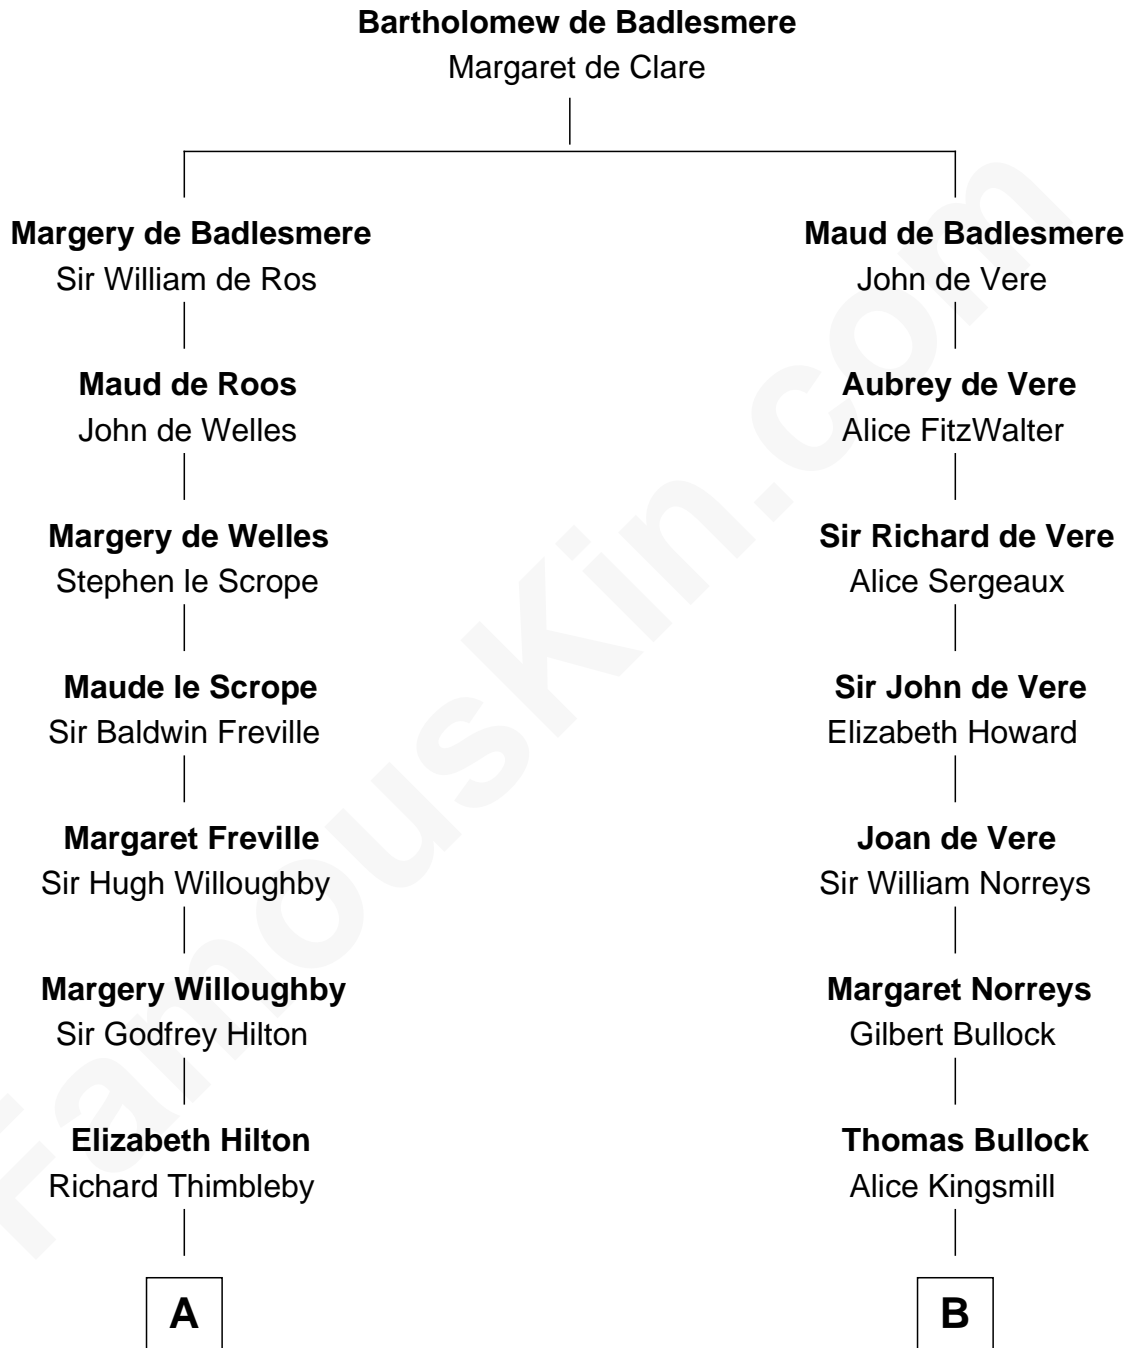 Bartholomew de Badlesmere
Margaret de Clare
Margery de Badlesmere
Sir William de Ros
Maud de Roos
John de Welles
Margery de Welles
Stephen le Scrope
Maude le Scrope
Sir Baldwin Freville
Margaret Freville
Sir Hugh Willoughby
Margery Willoughby
Sir Godfrey Hilton
Elizabeth Hilton
Richard Thimbleby
A
Maud de Badlesmere
John de Vere
Aubrey de Vere
Alice FitzWalter
Sir Richard de Vere
Alice Sergeaux
Sir John de Vere
Elizabeth Howard
Joan de Vere
Sir William Norreys
Margaret Norreys
Gilbert Bullock
Thomas Bullock
Alice Kingsmill
B
FamousKin.com